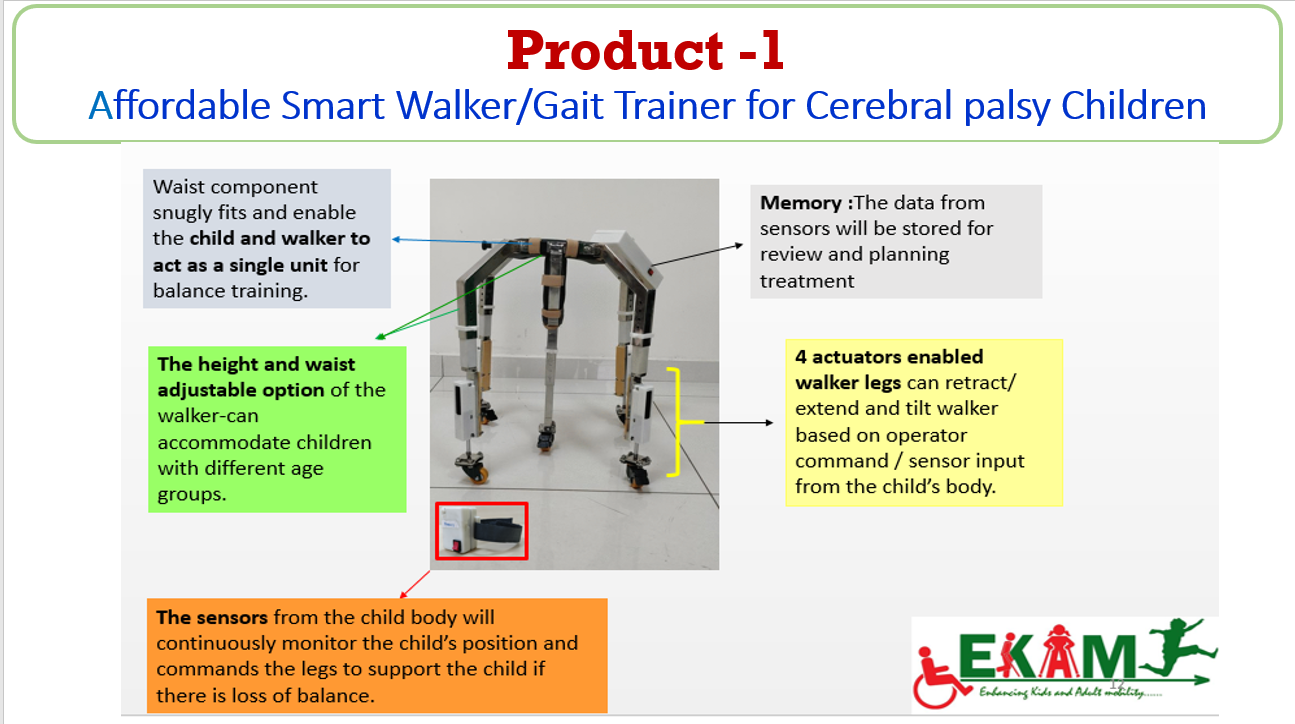 Product -1
Affordable Smart Walker/Gait Trainer for Cerebral palsy Children
Waist component
snugly fits and enable
the child and walker to
act as a single unit for
balance training.
Memory :The data from
sensors will be stored for
review and planning
treatment
The height and waist
adjustable option of the
walker-can
accommodate children
with different age
groups.
4 actuators enabled
walker legs can retract/
extend and tilt walker
based on operator
command / sensor input
from the child's body.
The sensors from the child body will
continuously monitor the child's position and
commands the legs to support the child if
there is loss of balance.
EKAM
Enhancing Kids and Adult mobility......
12